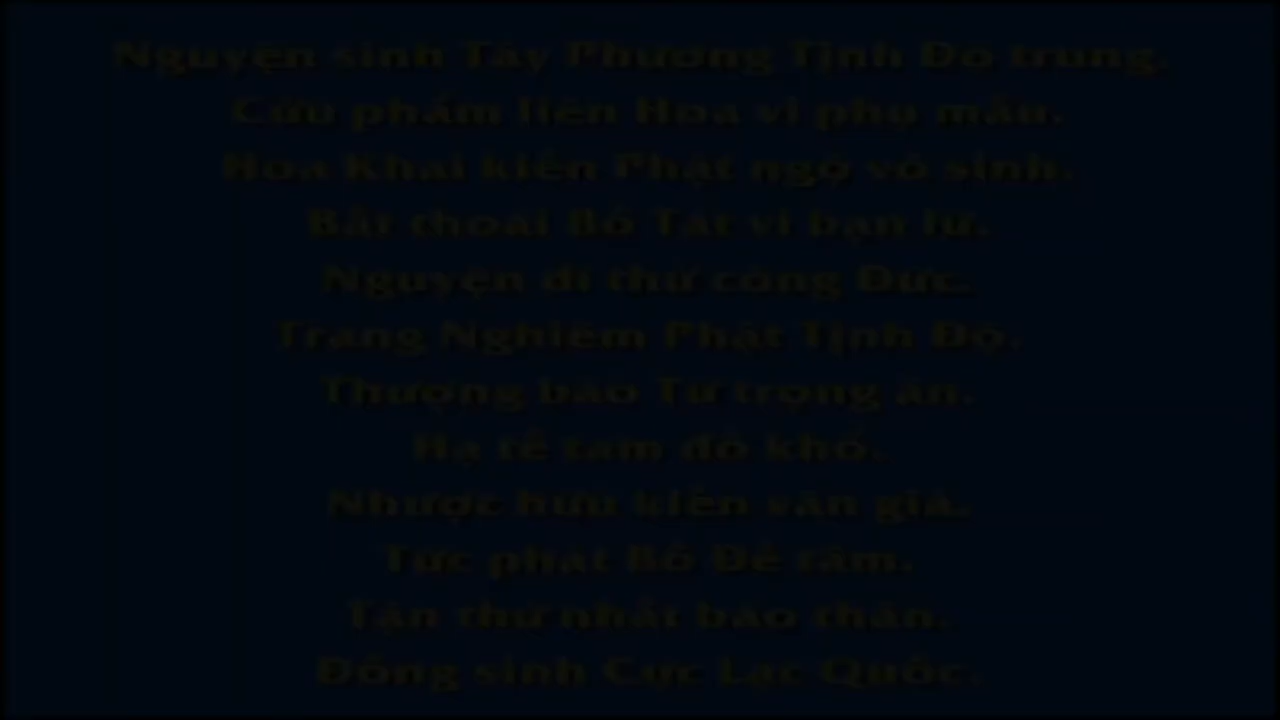 Nguyện sinh Tây Phương Tịnh Độ trung.
Cửu phẩm liên Hoa vi phụ mẫu.
Hoa Khai kiến Phật ngộ vô sinh.
Bất thoái Bồ Tát vi bạn lữ.
Nguyện dĩ thử công Đức.
Trang Nghiêm Phật Tịnh Độ.
Thượng báo Tứ trọng ân.
Hạ tế tam đồ khổ.
Nhược hữu kiến văn giả.
Tức phát Bồ Đề tâm.
Tận thử nhất báo thân.
Đồng sinh Cực Lạc Quốc.